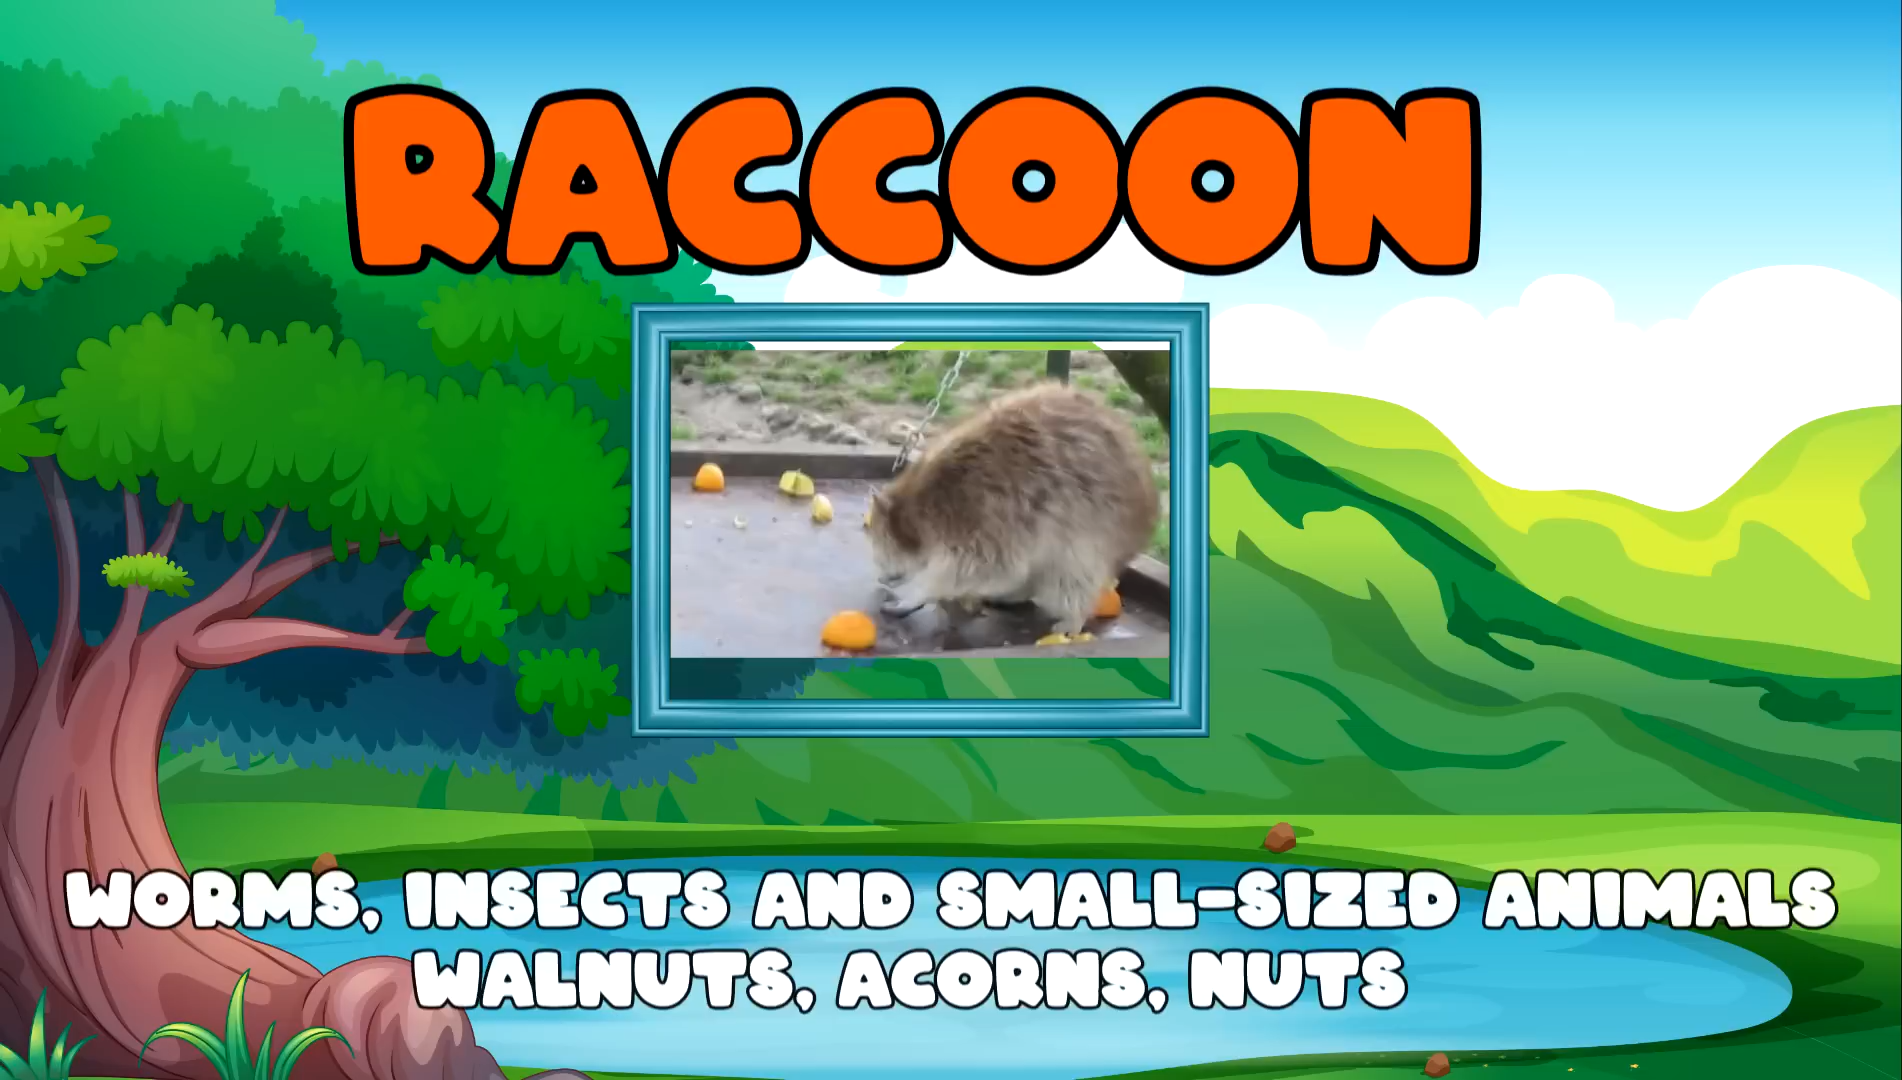 RACCOON
WORMS, INSECTS AND SMALL-SIZED ANIMALS
WALNUTS, ACORNS, NUTS